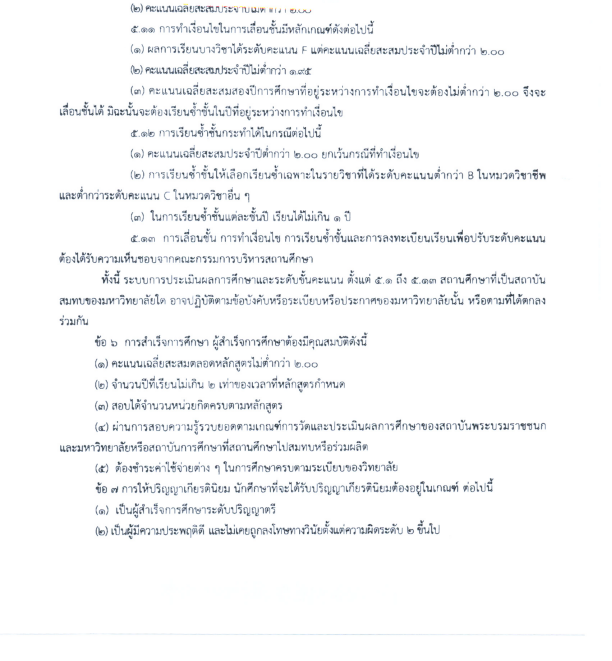 (๒) คะแนนเฉลี่ยสะสมประจำปีไม่ต่ำกว่า ๒.๐๐
๕.๑๑ การทำเงื่อนไขในการเลื่อนชั้นมีหลักเกณฑ์ดังต่อไปนี้
(๑) ผลการเรียนบางวิชาได้ระดับคะแนน F แต่คะแนนเฉลี่ยสะสมประจำปีไม่ต่ำกว่า ๒.๐๐
(๒) คะแนนเฉลี่ยสะสมประจำปีไม่ต่ำกว่า ๑.๙๕
(๓) คะแนนเฉลี่ยสะสมสองปีการศึกษาที่อยู่ระหว่างการทำเงื่อนไขจะต้องไม่ต่ำกว่า ๒.๐๐ จึงจะ
เลื่อนชั้นได้ มิฉะนั้นจะต้องเรียนซ้ำชั้นในปีที่อยู่ระหว่างการทำเงื่อนไข
๕.๑๒ การเรียนซ้ำชั้นกระทำได้ในกรณีต่อไปนี้
(๑) คะแนนเฉลี่ยสะสมประจำปีต่ำกว่า ๒.๐๐ ยกเว้นกรณีที่ทำเงื่อนไข
(๒) การเรียนซ้ำชั้นให้เลือกเรียนซ้ำเฉพาะในรายวิชาที่ได้ระดับคะแนนต่ำกว่า B ในหมวดวิชาชีพ
และต่ำกว่าระดับคะแนน C ในหมวดวิชาอื่น ๆ
(๓) ในการเรียนซ้ำชั้นแต่ละชั้นปี เรียนได้ไม่เกิน ๑ ปี
๕.๑๓ การเลื่อนชั้น การทำเงื่อนไข การเรียนซ้ำชั้นและการลงทะเบียนเรียนเพื่อปรับระดับคะแนน
ต้องได้รับความเห็นชอบจากคณะกรรมการบริหารสถานศึกษา
ทั้งนี้ ระบบการประเมินผลการศึกษาและระดับชั้นคะแนน ตั้งแต่ ๕.๑ ถึง ๕.๑๓ สถานศึกษาที่เป็นสถาบัน
สมทบของมหาวิทยาลัยใด อาจปฏิบัติตามข้อบังคับหรือระเบียบหรือประกาศของมหาวิทยาลัยนั้น หรือตามที่ได้ตกลง
ร่วมกัน
ข้อ ๖ การสำเร็จการศึกษา ผู้สำเร็จการศึกษาต้องมีคุณสมบัติดังนี้
(๑) คะแนนเฉลี่ยสะสมตลอดหลักสูตรไม่ต่ำกว่า ๒.๐๐
(๒) จำนวนปีที่เรียนไม่เกิน ๒ เท่าของเวลาที่หลักสูตรกำหนด
(๓) สอบได้จำนวนหน่วยกิตครบตามหลักสูตร
(๔) ผ่านการสอบความรู้รวบยอดตามเกณฑ์การวัดและประเมินผลการศึกษาของสถาบันพระบรมราชชนก
และมหาวิทยาลัยหรือสถาบันการศึกษาที่สถานศึกษาไปสมทบหรือร่วมผลิต
(๕) ต้องชำระค่าใช้จ่ายต่าง ๆ ในการศึกษาครบตามระเบียบของวิทยาลัย
ข้อ ๗ การให้ปริญญาเกียรตินิยม นักศึกษาที่จะได้รับปริญญาเกียรตินิยมต้องอยู่ในเกณฑ์ ต่อไปนี้
(๑) เป็นผู้สำเร็จการศึกษาระดับปริญญาตรี
(๒) เป็นผู้มีความประพฤติดี และไม่เคยถูกลงโทษทางวินัยตั้งแต่ความผิดระดับ ๒ ขึ้นไป